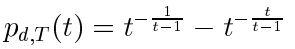 $p_{d,T}(t) = t^{-\frac{1}{t-1}} - t^{-\frac{t}{t-1}}$